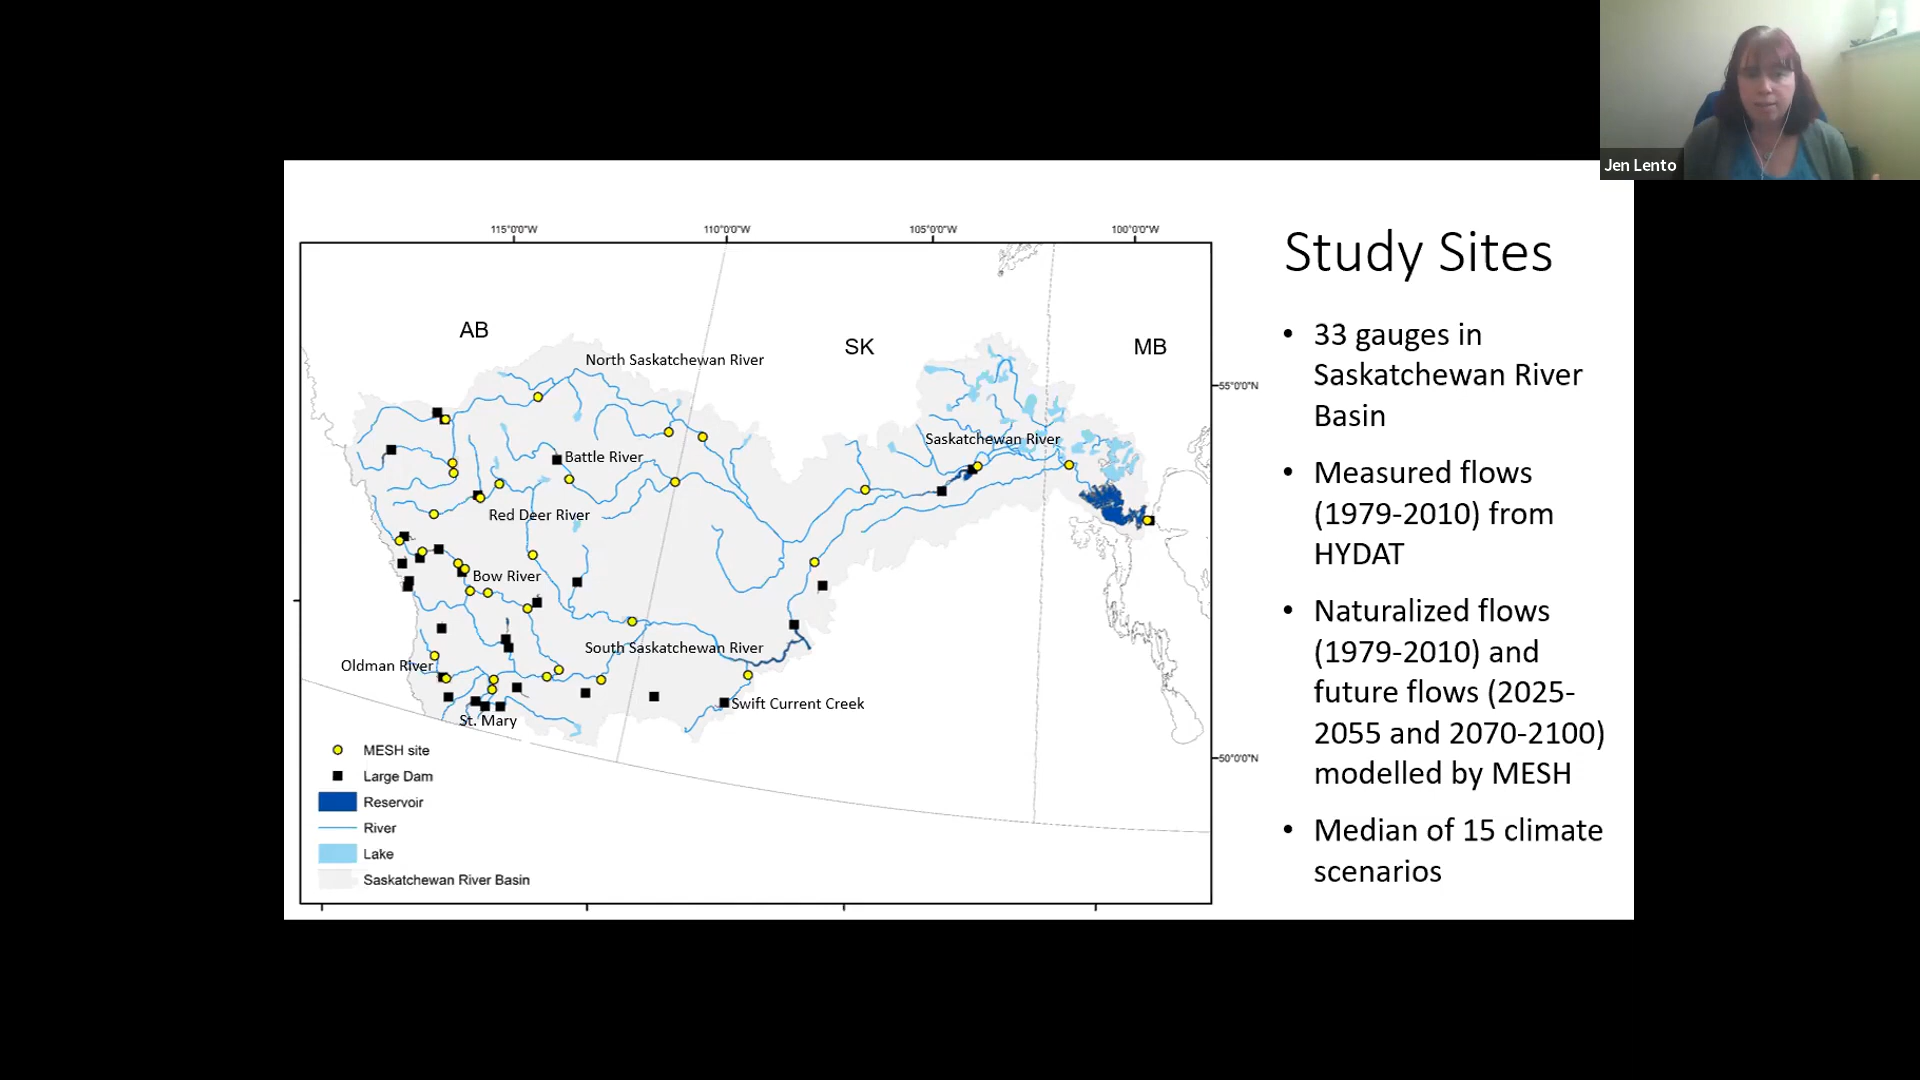 Jen Lento
115°0'0"W
110°0'0"W
105°0'0"W
100°0'0"W
AB
SK
MB
North Saskatchewan River
55°0'0"N
Saskatchewan River
Battle River
Red Deer River
Bow River
South Saskatchewan River
Oldman River
Swift Current Creek
St. Mary
50°0'0"N
MESH site
Large Dam
Reservoir
River
Lake
Saskatchewan River Basin
Study Sites
• 33 gauges in
Saskatchewan River
Basin
• Measured flows
(1979-2010) from
HYDAT
• Naturalized flows
(1979-2010) and
future flows (2025-
2055 and 2070-2100)
modelled by MESH
• Median of 15 climate
scenarios